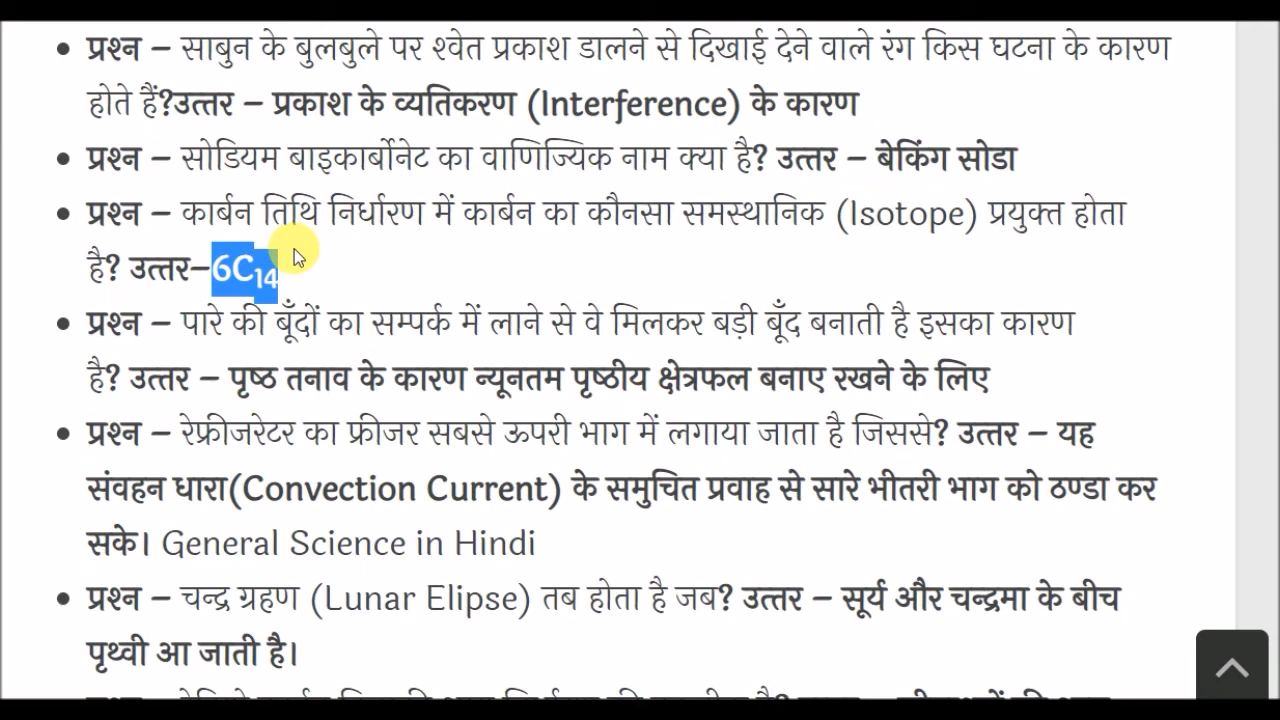 प्रश्न – साबुन के बुलबुले पर श्वेत प्रकाश डालने से दिखाई देने वाले रंग किस घटना के कारण
होते हैं?उत्तर – प्रकाश के व्यतिकरण (Interference) के कारण
प्रश्न – सोडियम बाइकार्बोनेट का वाणिज्यिक नाम क्या है? उत्तर – बेकिंग सोडा
प्रश्न – कार्बन तिथि निर्धारण में कार्बन का कौनसा समस्थानिक (Isotope) प्रयुक्त होता
है? उत्तर–6C14
प्रश्न – पारे की बूँदों का सम्पर्क में लाने से वे मिलकर बड़ी बूँद बनाती है इसका कारण
है? उत्तर – पृष्ठ तनाव के कारण न्यूनतम पृष्ठीय क्षेत्रफल बनाए रखने के लिए
प्रश्न – रेफ्रीजरेटर का फ्रीजर सबसे ऊपरी भाग में लगाया जाता है जिससे? उत्तर – यह
संवहन धारा(Convection Current) के समुचित प्रवाह से सारे भीतरी भाग को ठण्डा कर
सके। General Science in Hindi
प्रश्न – चन्द्र ग्रहण (Lunar Elipse) तब होता है जब? उत्तर – सूर्य और चन्द्रमा के बीच
पृथ्वी आ जाती है।